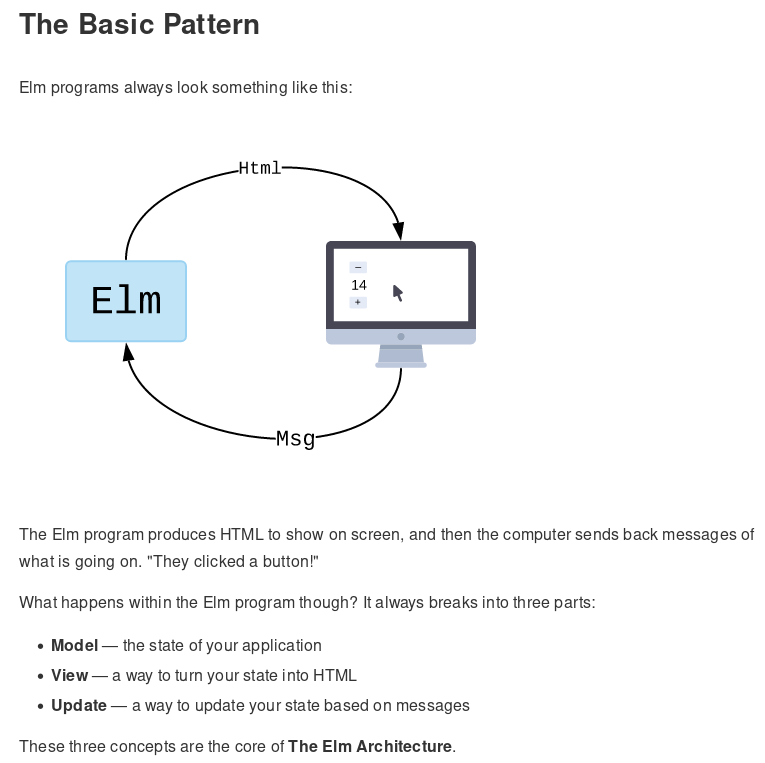 The Basic Pattern
Elm programs always look something like this:
Html
–
14
+
Elm
Msg
The Elm program produces HTML to show on screen, and then the computer sends back messages of
what is going on. "They clicked a button!"
What happens within the Elm program though? It always breaks into three parts:
• Model — the state of your application
• View — a way to turn your state into HTML
• Update — a way to update your state based on messages
These three concepts are the core of The Elm Architecture.